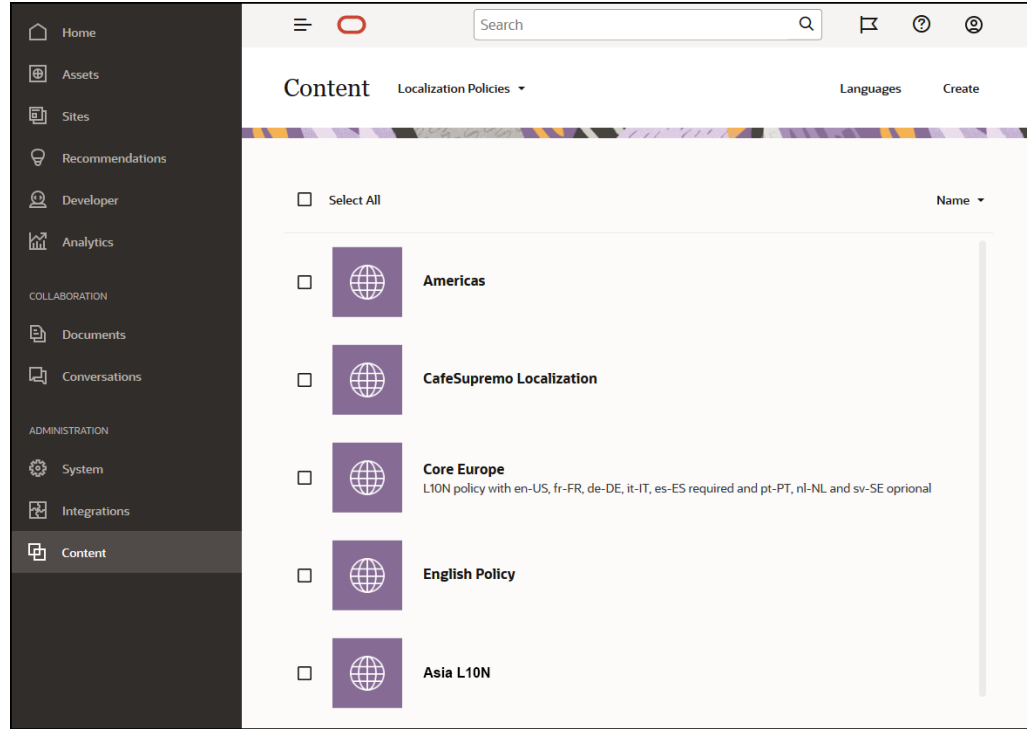 Home
Assets
Sites
Recommendations
Developer
Analytics
COLLABORATION
Documents
Conversations
ADMINISTRATION
System
Integrations
Content
Search
Content Localization Policies Languages Create
Select All Name
Americas
CafeSupremo Localization
Core Europe
L10N policy with en-US, fr-FR, de-DE, it-IT, es-ES required and pt-PT, nl-NL and sv-SE oprional
English Policy
Asia L10N